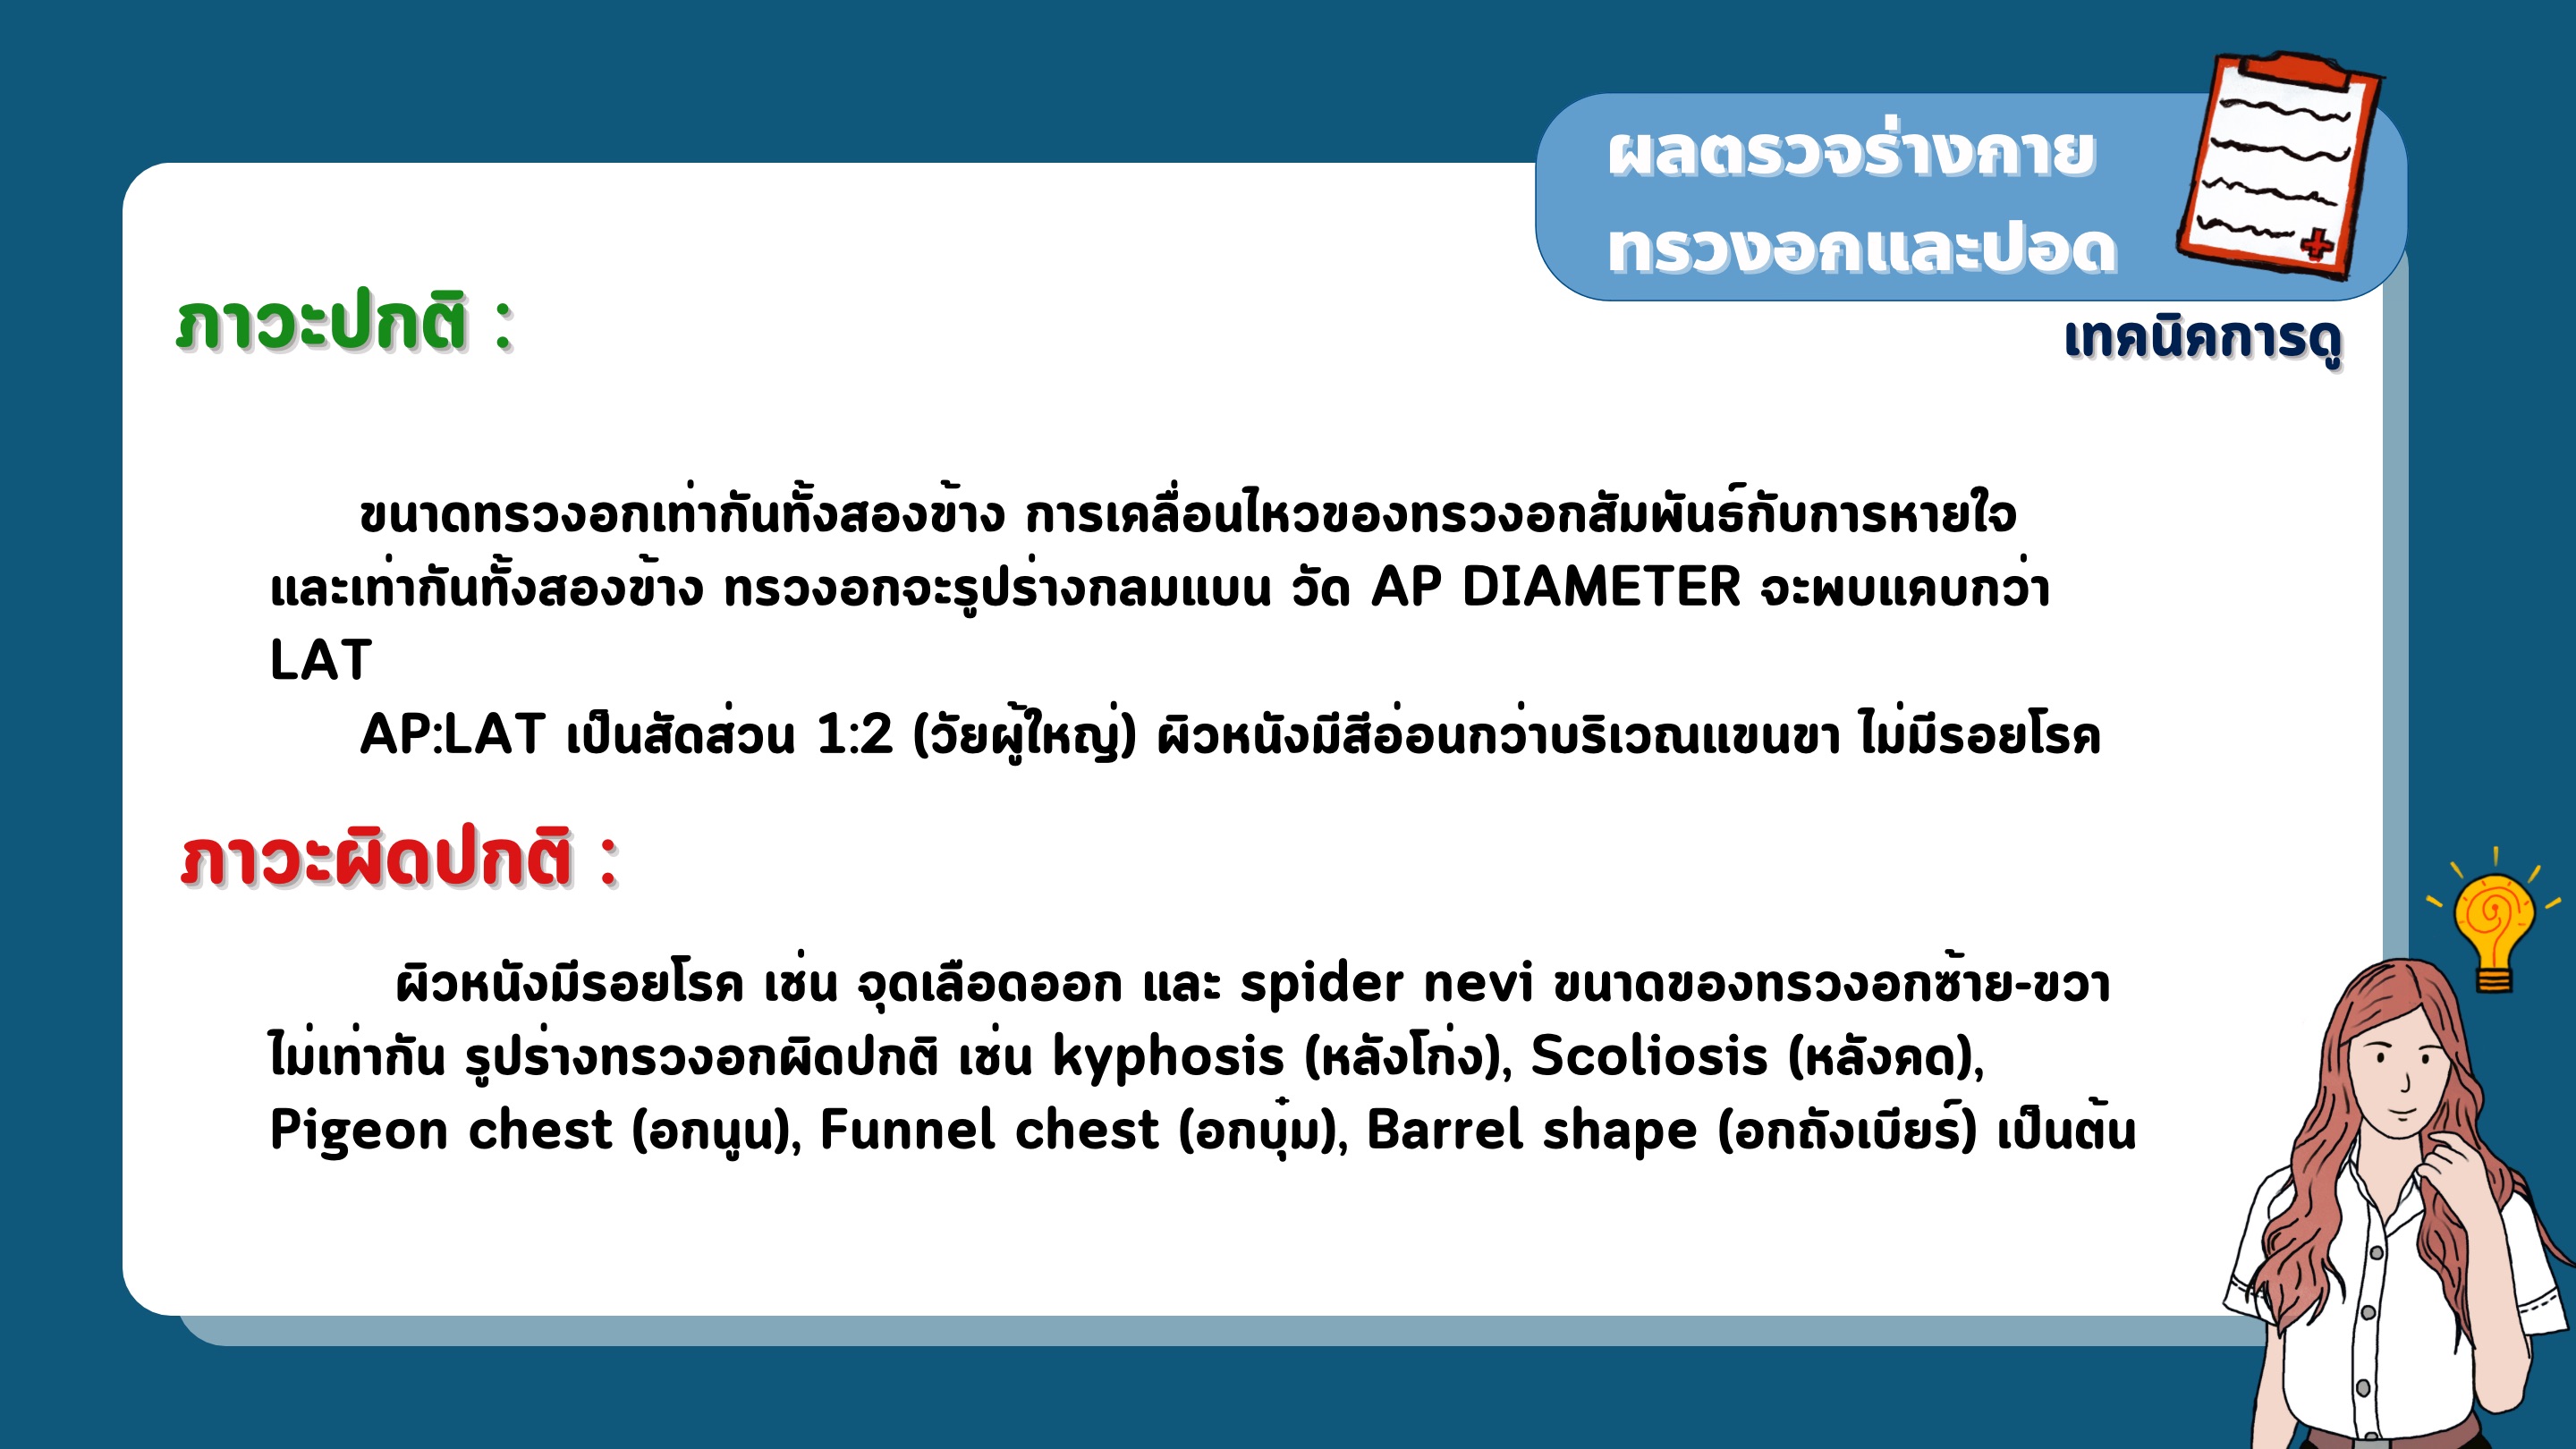 ผลตรวจร่างกาย
ทรวงอกและปอด
เทคนิคการดู
ภาวะปกติ :
ขนาดทรวงอกเท่ากันทั้งสองข้าง การเคลื่อนไหวของทรวงอกสัมพันธ์กับการหายใจ
และเท่ากันทั้งสองข้าง ทรวงอกจะรูปร่างกลมแบน วัด AP DIAMETER จะพบแคบกว่า
LAT
AP:LAT เป็นสัดส่วน 1:2 (วัยผู้ใหญ่) ผิวหนังมีสีอ่อนกว่าบริเวณแขนขา ไม่มีรอยโรค
ภาวะผิดปกติ :
ผิวหนังมีรอยโรค เช่น จุดเลือดออก และ spider nevi ขนาดของทรวงอกซ้าย-ขวา
ไม่เท่ากัน รูปร่างทรวงอกผิดปกติ เช่น kyphosis (หลังโก่ง), Scoliosis (หลังคด),
Pigeon chest (อกนูน), Funnel chest (อกบุ๋ม), Barrel shape (อกถังเบียร์) เป็นต้น